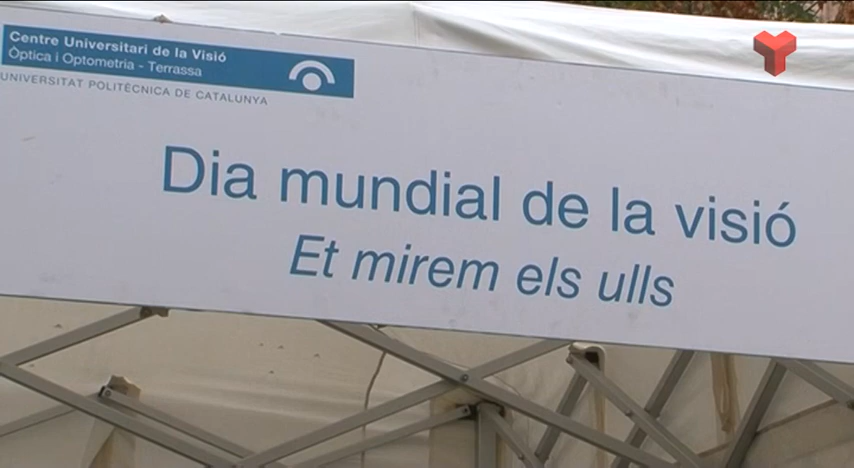 Centre Universitari de la Visió
Òptica i Optometria - Terrassa
UNIVERSITAT POLITÈCNICA DE CATALUNYA
Dia mundial de la visió
Et mirem els ulls